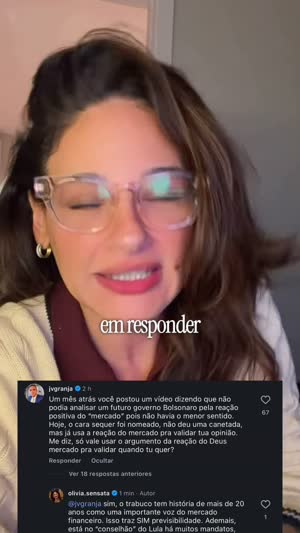 em responder
jvgranja 2 h
Um mês atrás você postou um vídeo dizendo que não
podia analisar um futuro governo Bolsonaro pela reação
positiva do "mercado" pois não havia o menor sentido.
Hoje, o cara sequer foi nomeado, não deu uma canetada,
mas já usa a reação do mercado pra validar tua opinião.
Me diz, só vale usar o argumento da reação do Deus
mercado pra validar quando tu quer?
67
Responder Ocultar
Ver 18 respostas anteriores
olivia.sensata 1 min · Autor
@jvgranja sim, o trabuco tem história de mais de 20
anos como uma importante voz do mercado
financeiro. Isso traz SIM previsibilidade. Ademais,
está no "conselhão" do Lula há muitos mandatos,
1